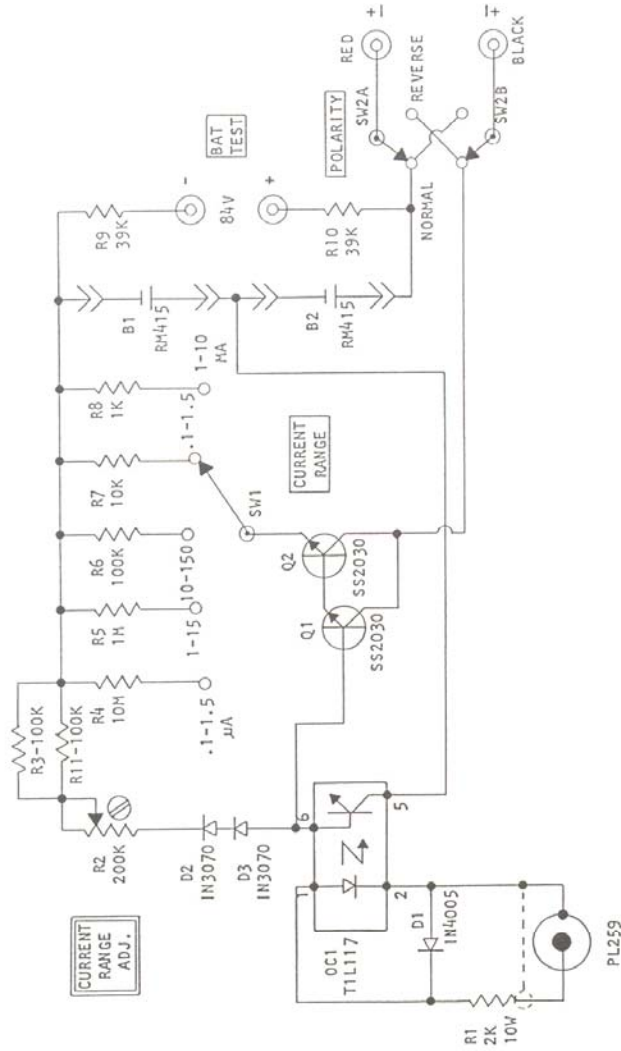 CURRENT
RANGE
ADJ.
R3-100K
R11-100K
R2
200K
R4
10M
R5
1M
R6
100K
R7
10K
R8
1K
R9
39K
B1
RM415
-
84V
+
BAT
TEST
R10
39K
B2
RM415
.1-1.5
µA
1-15
10-150
.1-1.5
1-10
MA
SW1
CURRENT
RANGE
POLARITY
NORMAL
REVERSE
SW2A
SW2B
RED
±
∓
BLACK
D2
IN3070
D3
IN3070
Q1
SS2030
Q2
SS2030
1
6
2
5
OC1
T1L117
D1
IN4005
R1
2K
10W
PL259